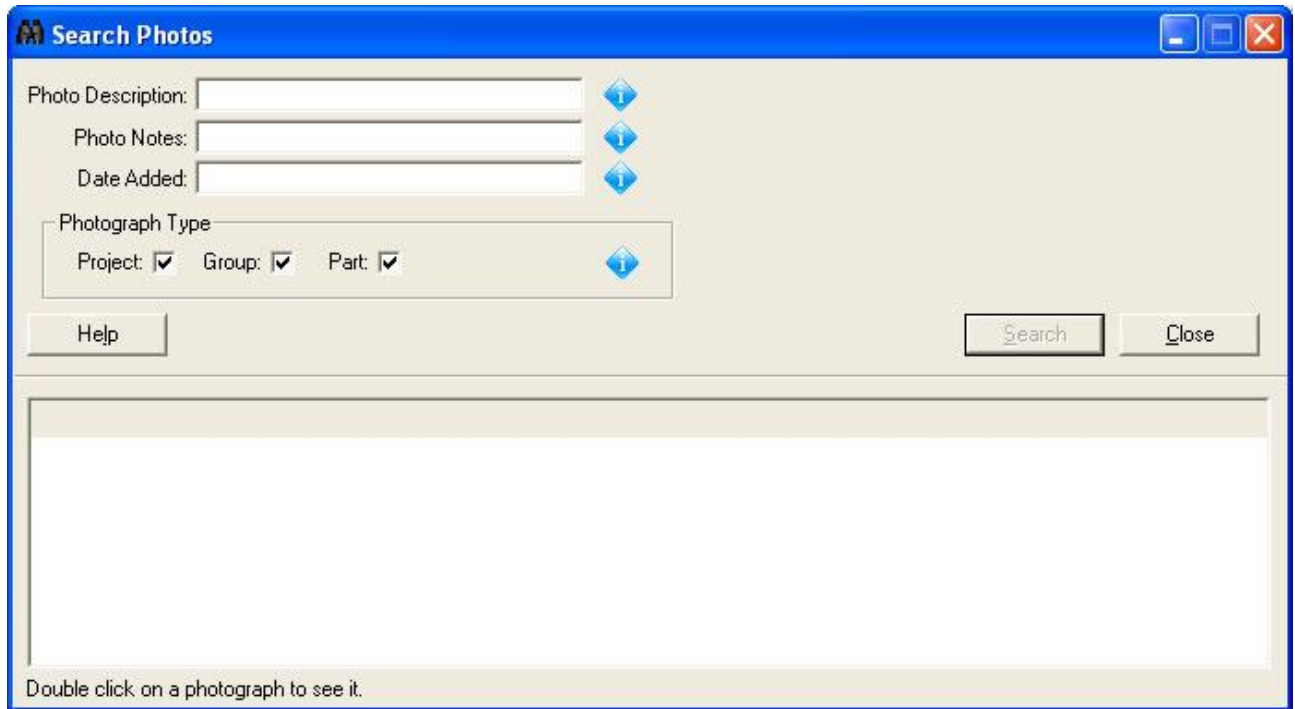 Search Photos
Photo Description:
Photo Notes:
Date Added:
Photograph Type
Project: Group: Part:
Help Search Close
Double click on a photograph to see it.